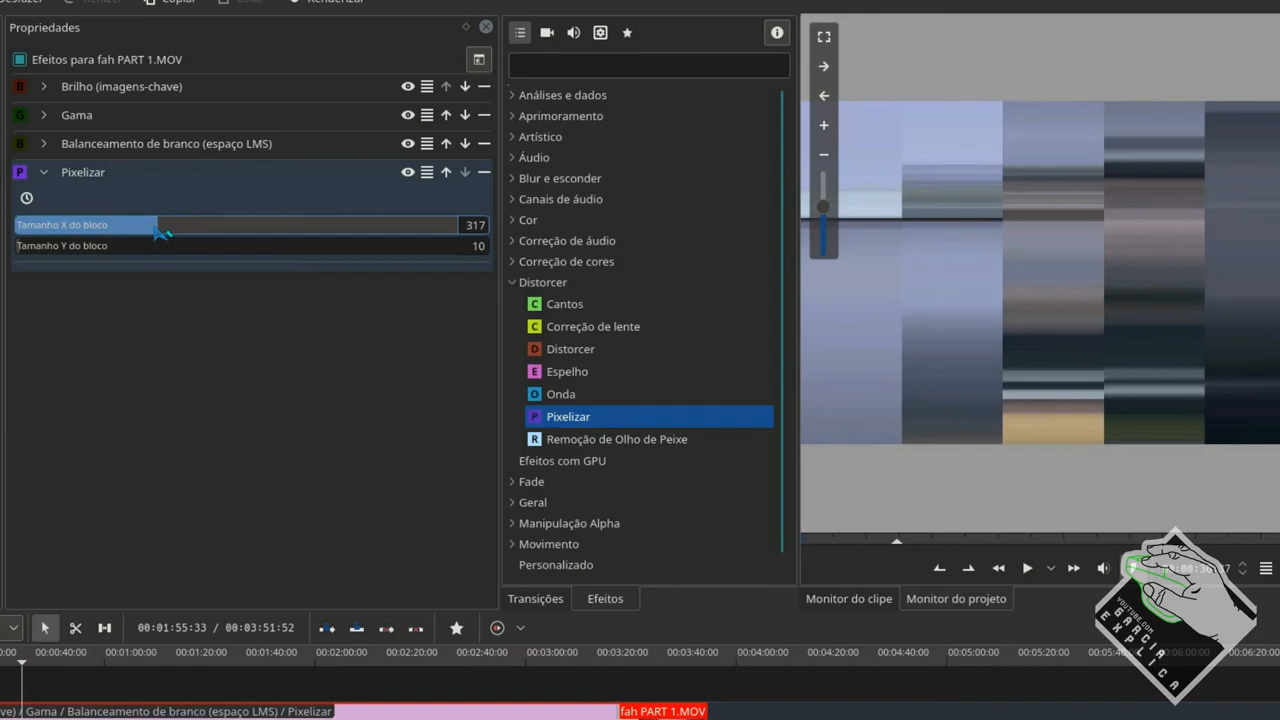 Desfazer Refazer Copiar Colar Renderizar
Propriedades
Efeitos para fah PART 1.MOV
B Brilho (imagens-chave)
G Gama
B Balanceamento de branco (espaço LMS)
P Pixelizar
Tamanho X do bloco 317
Tamanho Y do bloco 10
Análises e dados
Aprimoramento
Artístico
Áudio
Blur e esconder
Canais de áudio
Cor
Correção de áudio
Correção de cores
Distorcer
C Cantos
C Correção de lente
D Distorcer
E Espelho
O Onda
P Pixelizar
R Remoção de Olho de Peixe
Efeitos com GPU
Fade
Geral
Manipulação Alpha
Movimento
Personalizado
Transições Efeitos
Monitor do clipe Monitor do projeto
YOUTUBE.COM
GARCIA
EXPLICA
00:01:55:33 / 00:03:51:52
00:00:40:00 00:01:00:00 00:01:20:00 00:01:40:00 00:02:00:00 00:02:20:00 00:02:40:00 00:03:00:00 00:03:20:00 00:03:40:00 00:04:00:00 00:04:20:00 00:04:40:00 00:05:00:00 00:05:20:00 00:06:20:00
/ Gama / Balanceamento de branco (espaço LMS) / Pixelizar
fah PART 1.MOV